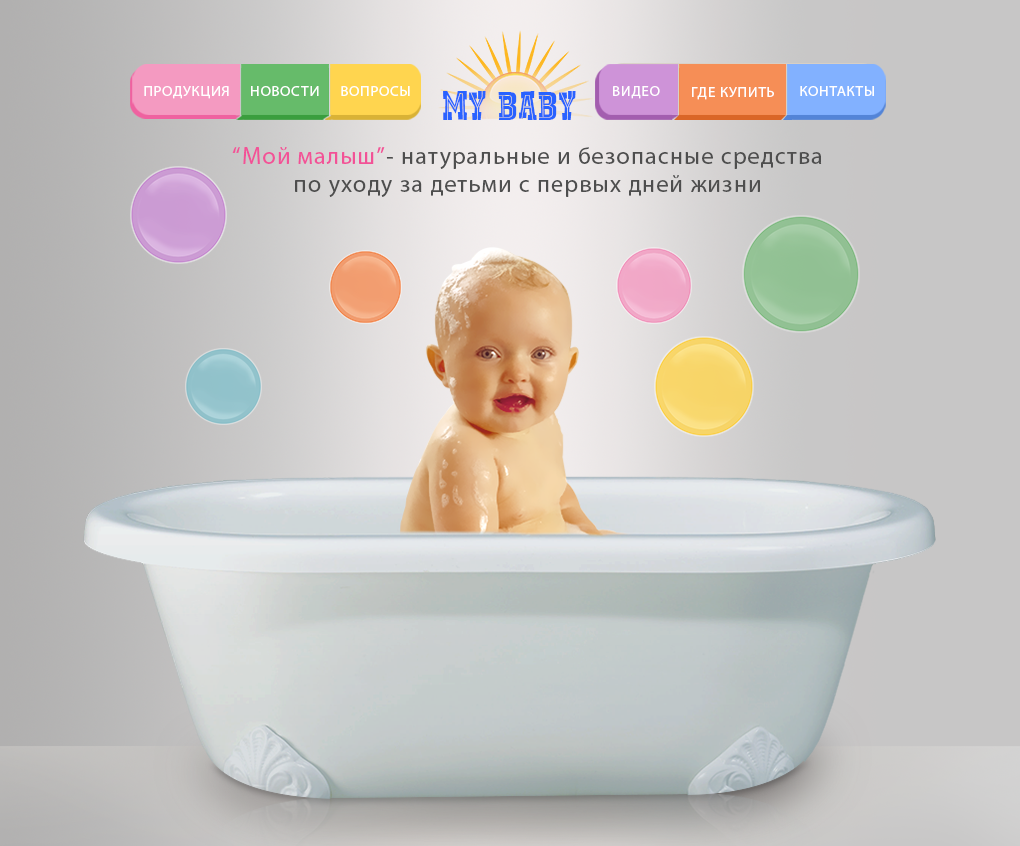 ПРОДУКЦИЯ НОВОСТИ ВОПРОСЫ MY BABY ВИДЕО ГДЕ КУПИТЬ КОНТАКТЫ
“Мой малыш”- натуральные и безопасные средства
по уходу за детьми с первых дней жизни